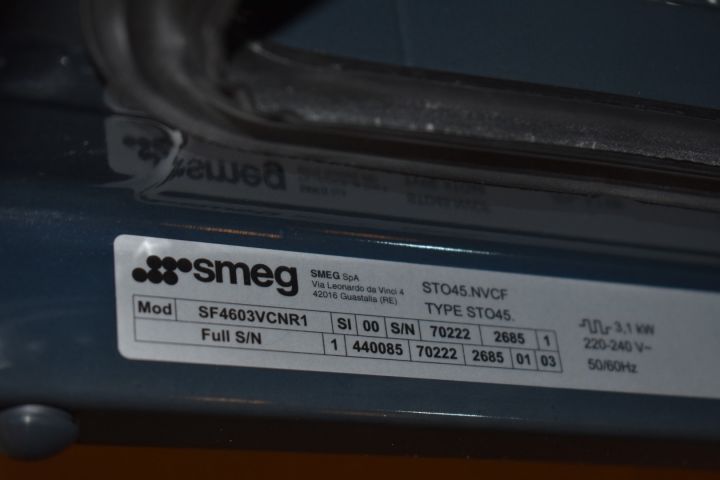 smeg
SMEG SpA
Via Leonardo da Vinci 4
42016 Guastalla (RE)
STO45.NVCF
TYPE STO45.
3,1 kW
220-240 V~
50/60Hz
Mod SF4603VCNR1 SI 00 S/N 70222 2685 1
Full S/N 1 440085 70222 2685 01 03